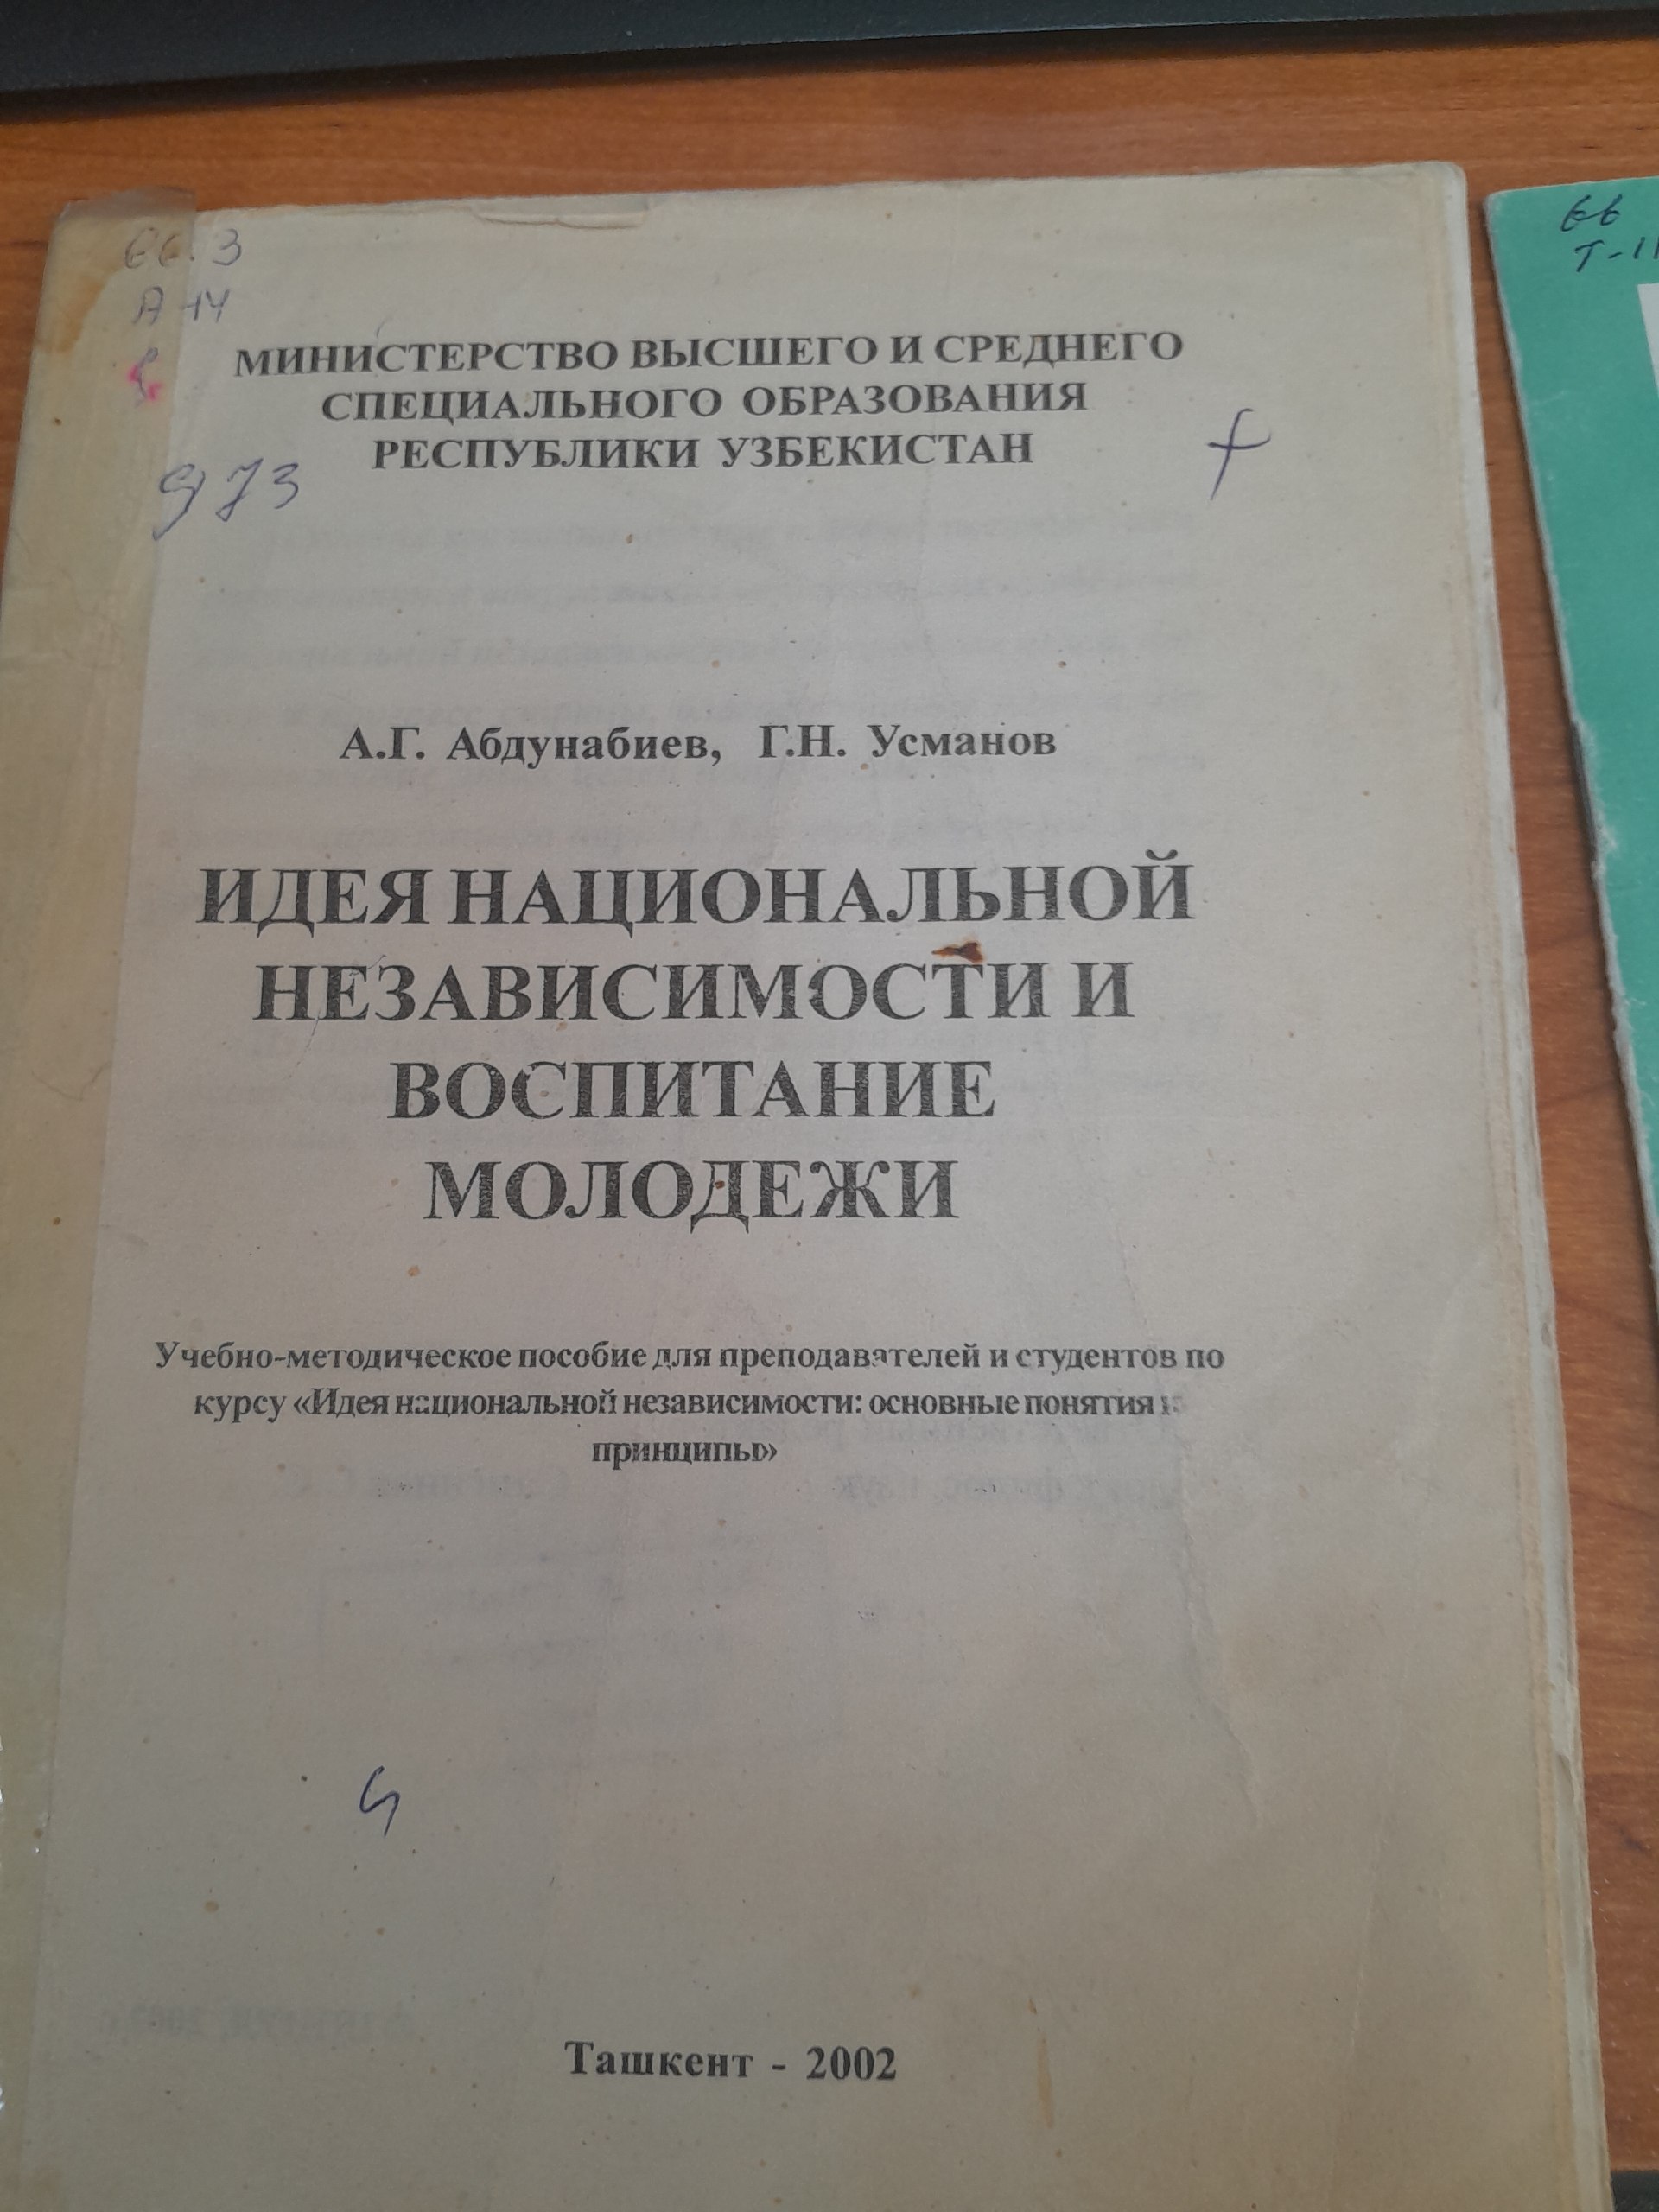 66.3
А-14
973
МИНИСТЕРСТВО ВЫСШЕГО И СРЕДНЕГО
СПЕЦИАЛЬНОГО ОБРАЗОВАНИЯ
РЕСПУБЛИКИ УЗБЕКИСТАН
А.Г. Абдунабиев, Г.Н. Усманов
ИДЕЯ НАЦИОНАЛЬНОЙ
НЕЗАВИСИМОСТИ И
ВОСПИТАНИЕ
МОЛОДЕЖИ
Учебно-методическое пособие для преподавателей и студентов по
курсу «Идея национальной независимости: основные понятия и
принципы»
Ташкент - 2002
66